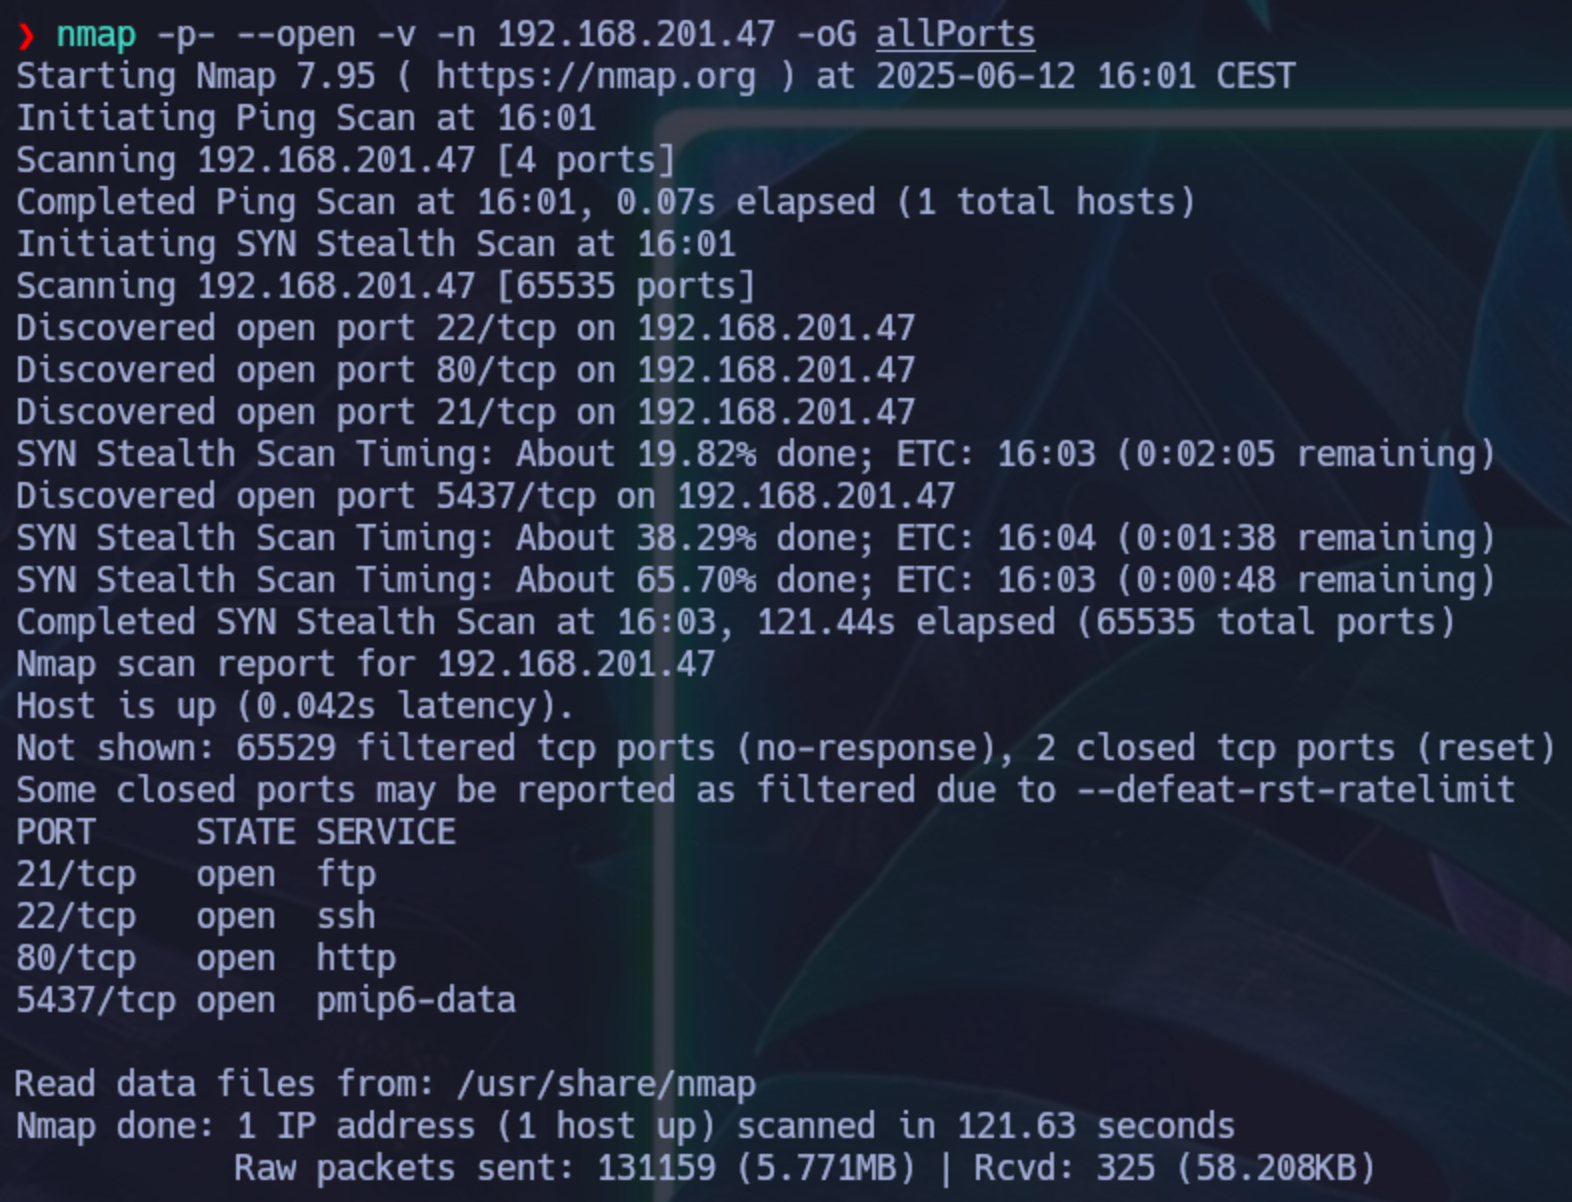 ❯ nmap -p- --open -v -n 192.168.201.47 -oG allPorts
Starting Nmap 7.95 ( https://nmap.org ) at 2025-06-12 16:01 CEST
Initiating Ping Scan at 16:01
Scanning 192.168.201.47 [4 ports]
Completed Ping Scan at 16:01, 0.07s elapsed (1 total hosts)
Initiating SYN Stealth Scan at 16:01
Scanning 192.168.201.47 [65535 ports]
Discovered open port 22/tcp on 192.168.201.47
Discovered open port 80/tcp on 192.168.201.47
Discovered open port 21/tcp on 192.168.201.47
SYN Stealth Scan Timing: About 19.82% done; ETC: 16:03 (0:02:05 remaining)
Discovered open port 5437/tcp on 192.168.201.47
SYN Stealth Scan Timing: About 38.29% done; ETC: 16:04 (0:01:38 remaining)
SYN Stealth Scan Timing: About 65.70% done; ETC: 16:03 (0:00:48 remaining)
Completed SYN Stealth Scan at 16:03, 121.44s elapsed (65535 total ports)
Nmap scan report for 192.168.201.47
Host is up (0.042s latency).
Not shown: 65529 filtered tcp ports (no-response), 2 closed tcp ports (reset)
Some closed ports may be reported as filtered due to --defeat-rst-ratelimit
PORT     STATE SERVICE
21/tcp   open  ftp
22/tcp   open  ssh
80/tcp   open  http
5437/tcp open  pmip6-data
Read data files from: /usr/share/nmap
Nmap done: 1 IP address (1 host up) scanned in 121.63 seconds
           Raw packets sent: 131159 (5.771MB) | Rcvd: 325 (58.208KB)